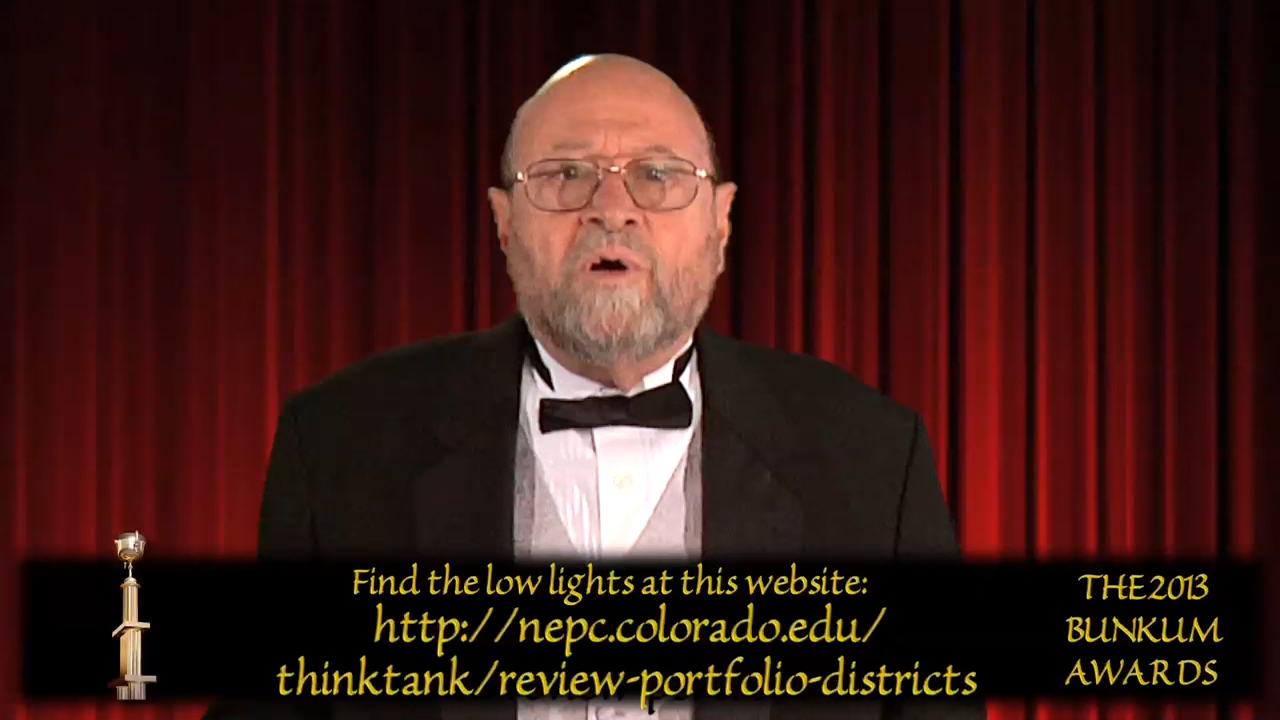 Find the low lights at this website:
http://nepc.colorado.edu/
thinktank/review-portfolio-districts
THE 2013
BUNKUM
AWARDS